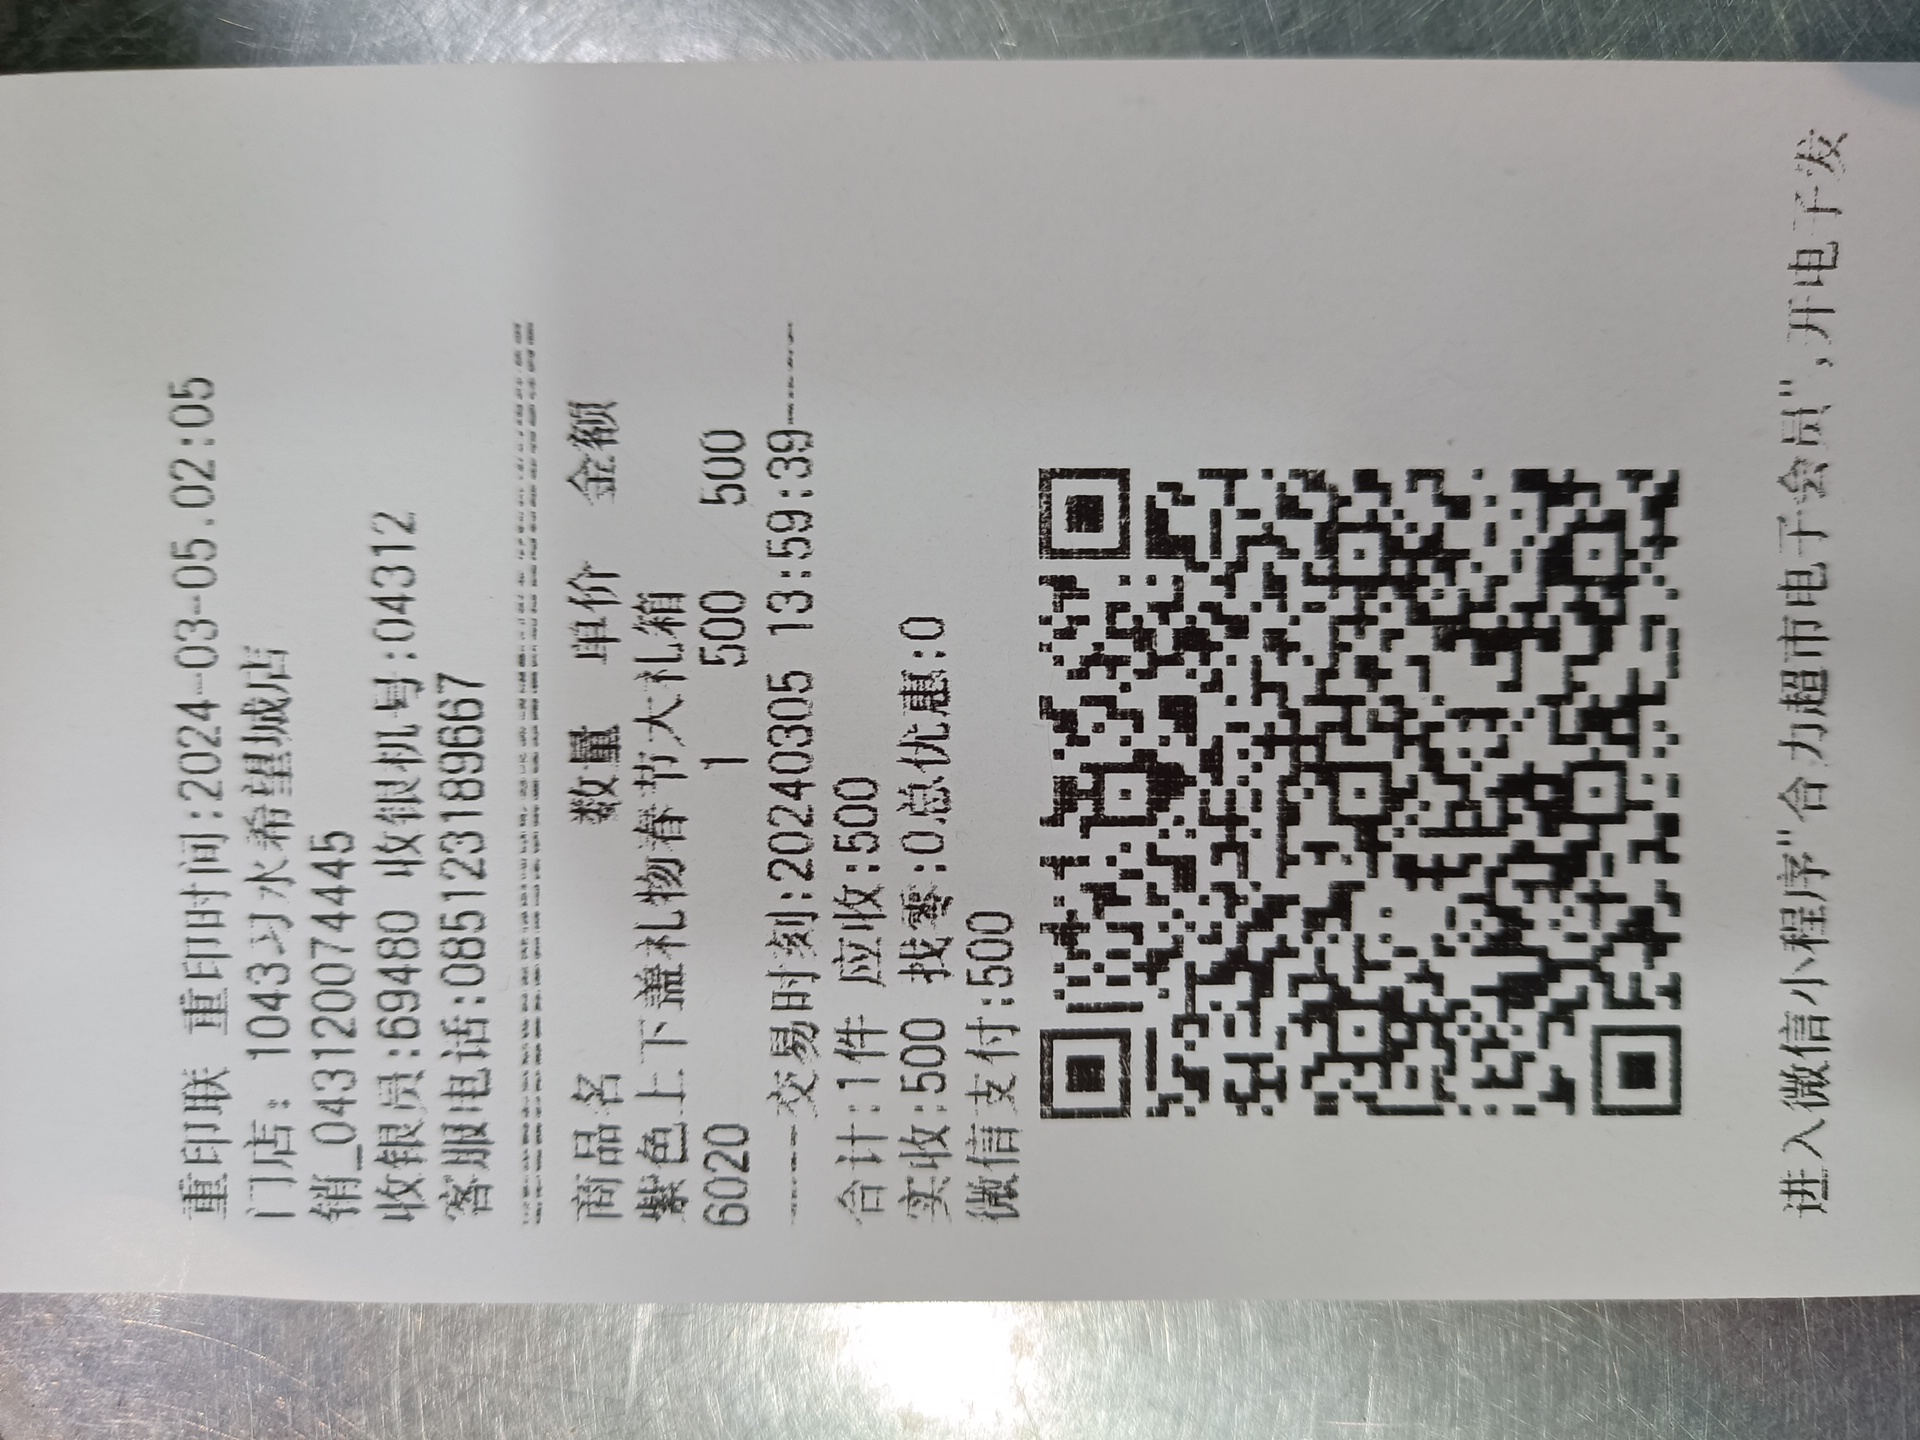 重印联 重印时间:2024-03-05.02:05
门店: 1043习水希望城店
销_043120074445
收银员:69480 收银机号:04312
客服电话:085123189667
商品名 数量 单价 金额
紫色上下盖礼物春节大礼箱
6020 1 500 500
交易时刻:20240305 13:59:39
合计:1件 应收:500
实收:500 找零:0总优惠:0
微信支付:500
进入微信小程序"合力超市电子会员",开电子发